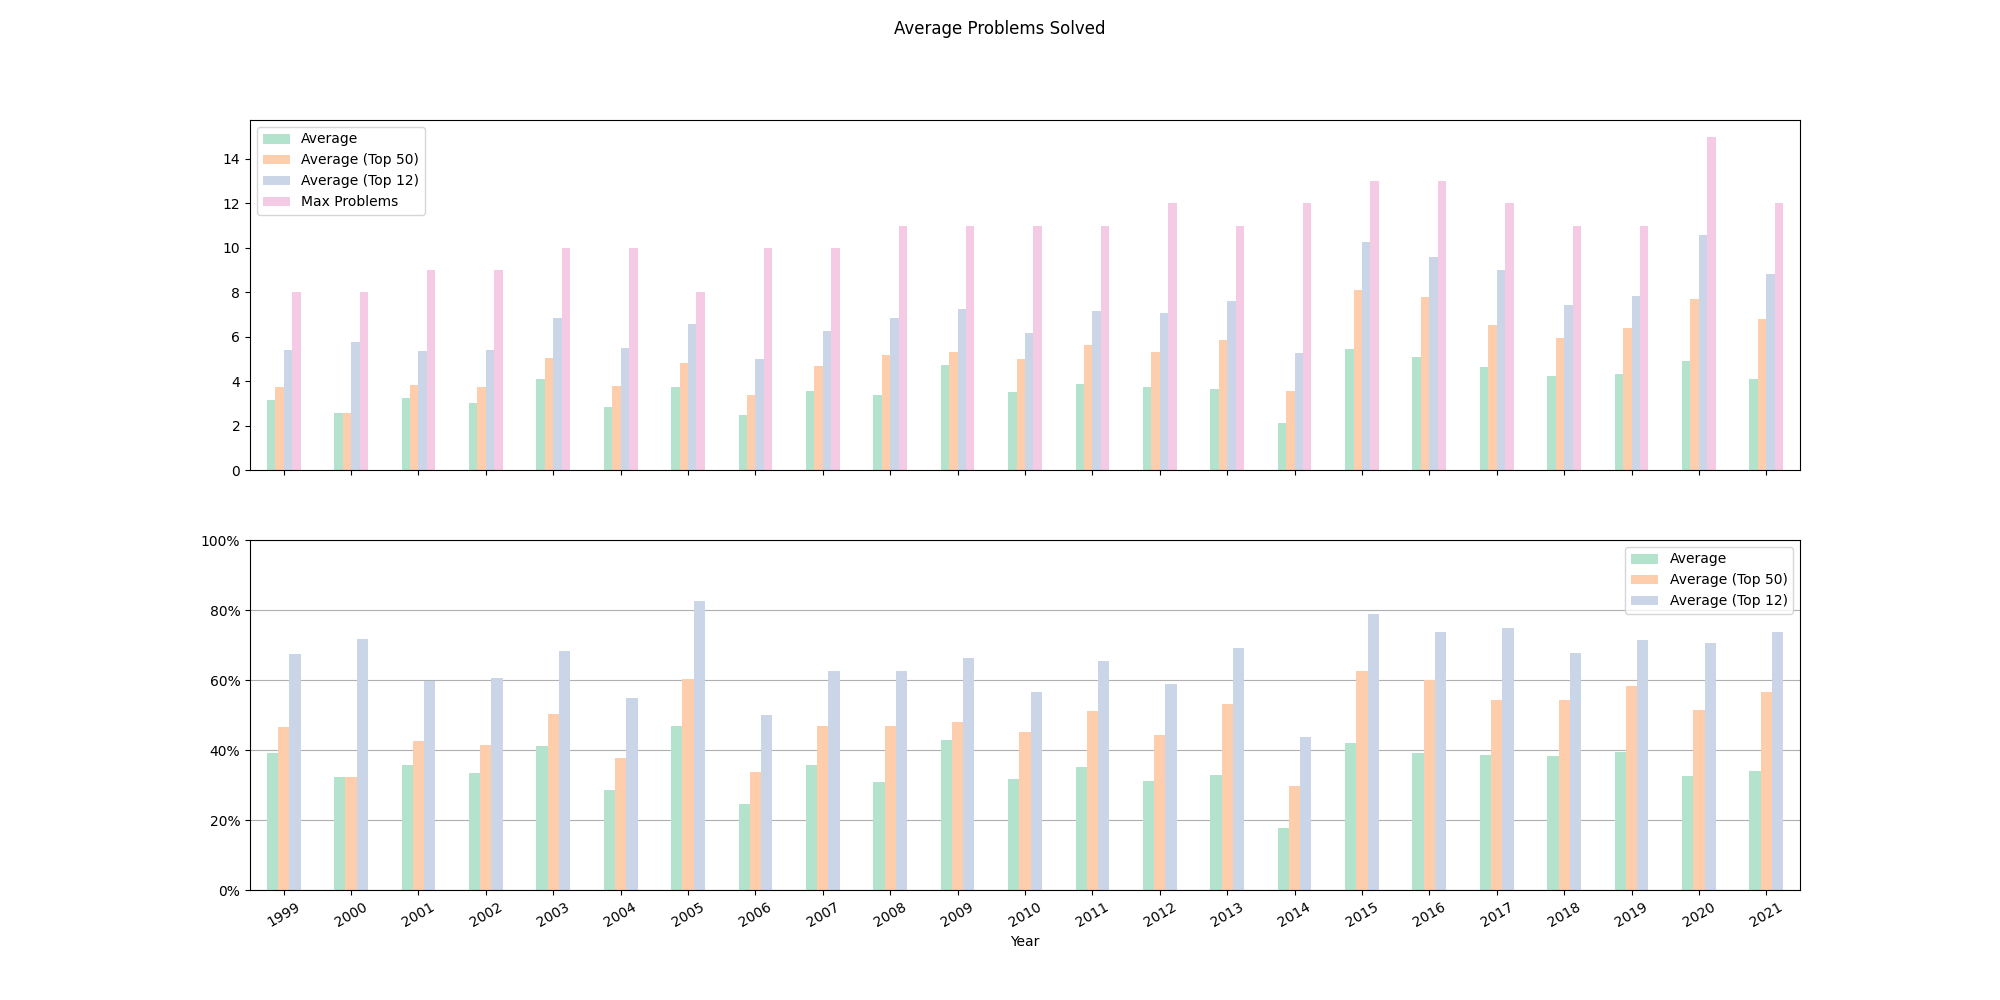 Average Problems Solved
Average
Average (Top 50)
Average (Top 12)
Max Problems
14
12
10
8
6
4
2
0
100%
80%
60%
40%
20%
0%
Average
Average (Top 50)
Average (Top 12)
1999 2000 2001 2002 2003 2004 2005 2006 2007 2008 2009 2010 2011 2012 2013 2014 2015 2016 2017 2018 2019 2020 2021
Year